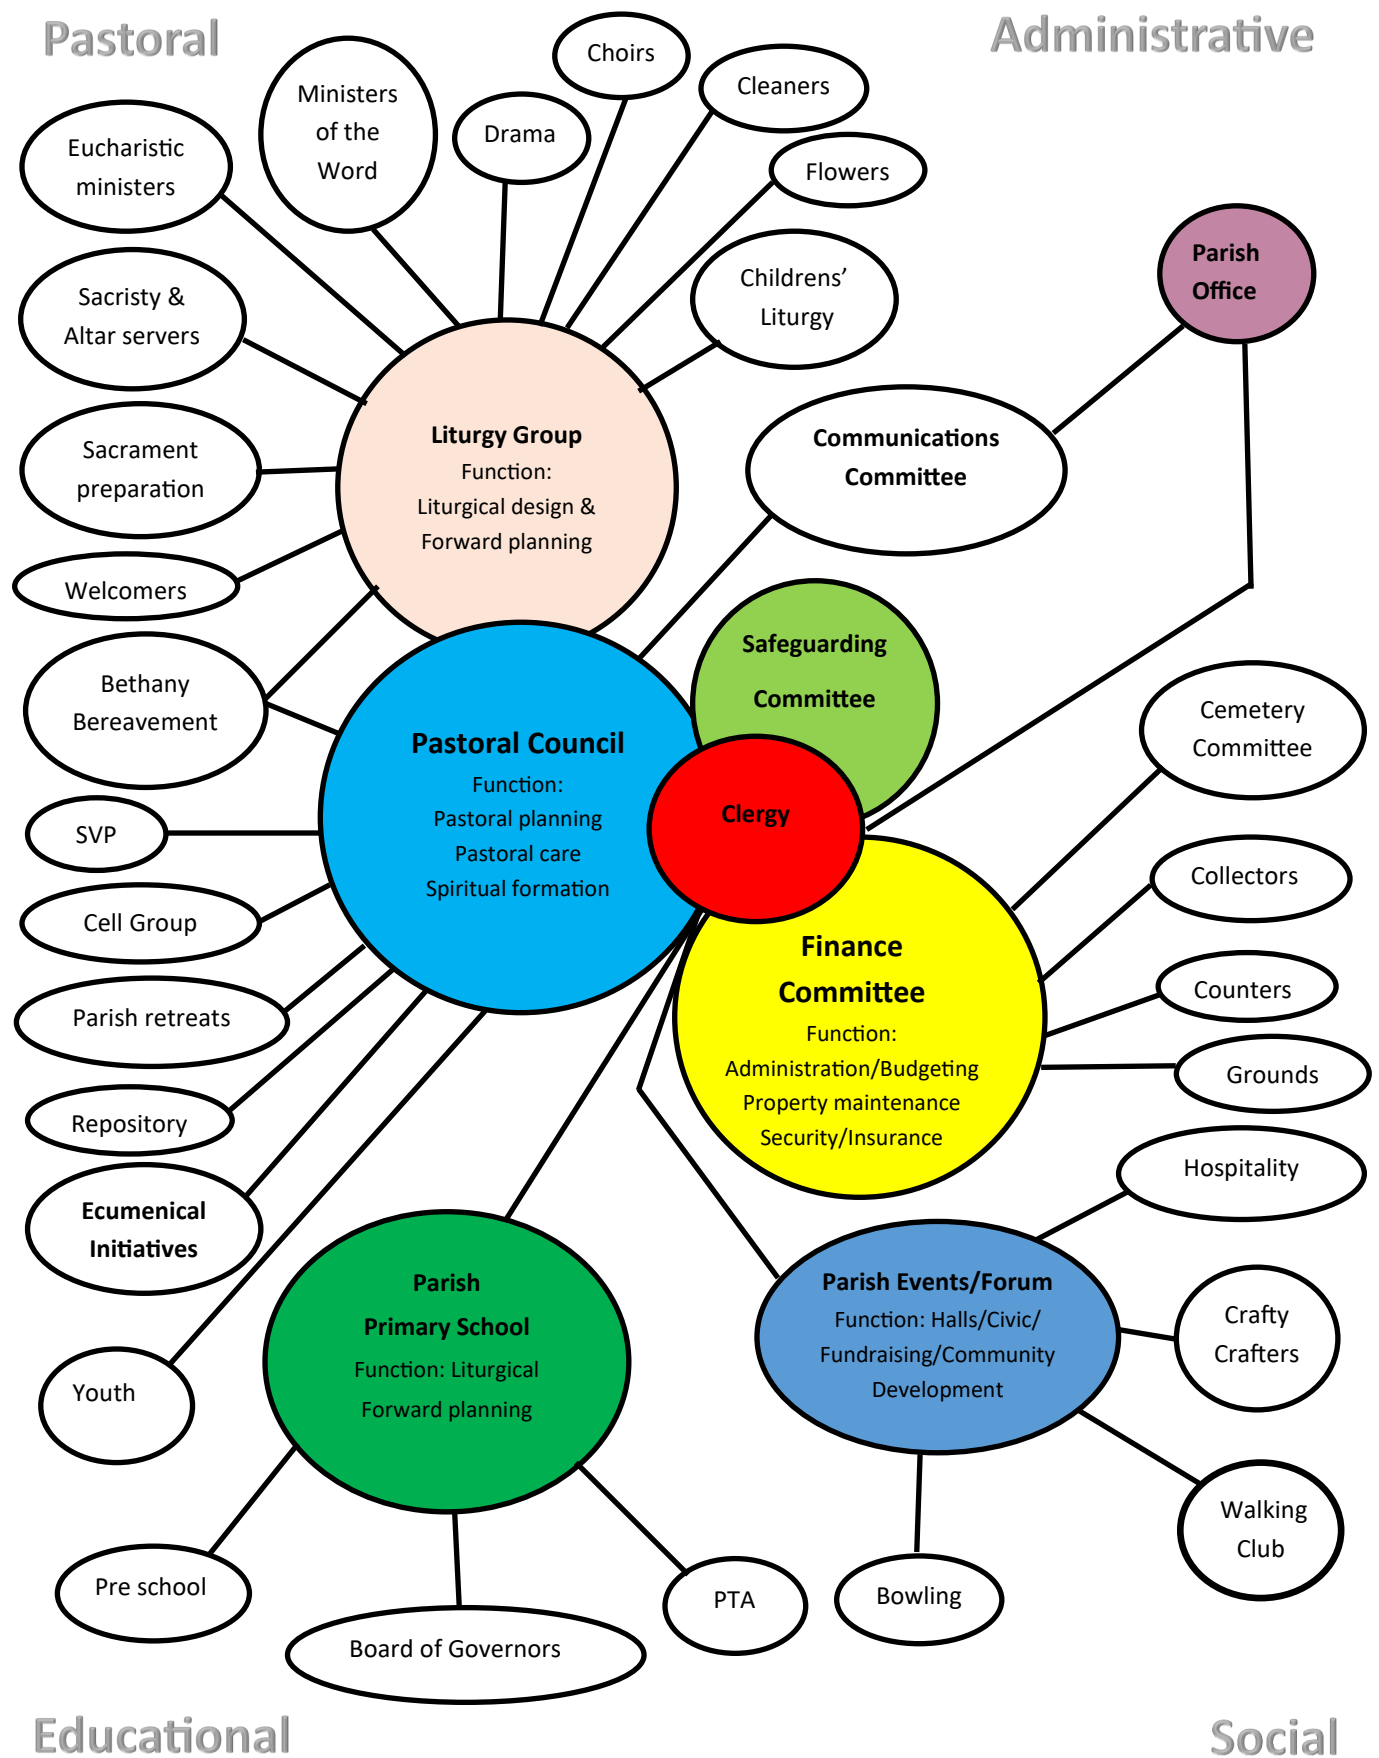 Pastoral
Administrative
Choirs
Cleaners
Ministers
of the
Word
Drama
Eucharistic
ministers
Flowers
Parish
Office
Childrens’
Liturgy
Sacristy &
Altar servers
Liturgy Group
Function:
Liturgical design &
Forward planning
Communications
Committee
Sacrament
preparation
Welcomers
Safeguarding
Committee
Bethany
Bereavement
Cemetery
Committee
Pastoral Council
Function:
Pastoral planning
Pastoral care
Spiritual formation
Clergy
SVP
Collectors
Cell Group
Finance
Committee
Function:
Administration/Budgeting
Property maintenance
Security/Insurance
Counters
Parish retreats
Grounds
Repository
Hospitality
Ecumenical
Initiatives
Parish
Primary School
Function: Liturgical
Forward planning
Parish Events/Forum
Function: Halls/Civic/
Fundraising/Community
Development
Crafty
Crafters
Youth
Walking
Club
Pre school
Board of Governors
PTA
Bowling
Educational
Social